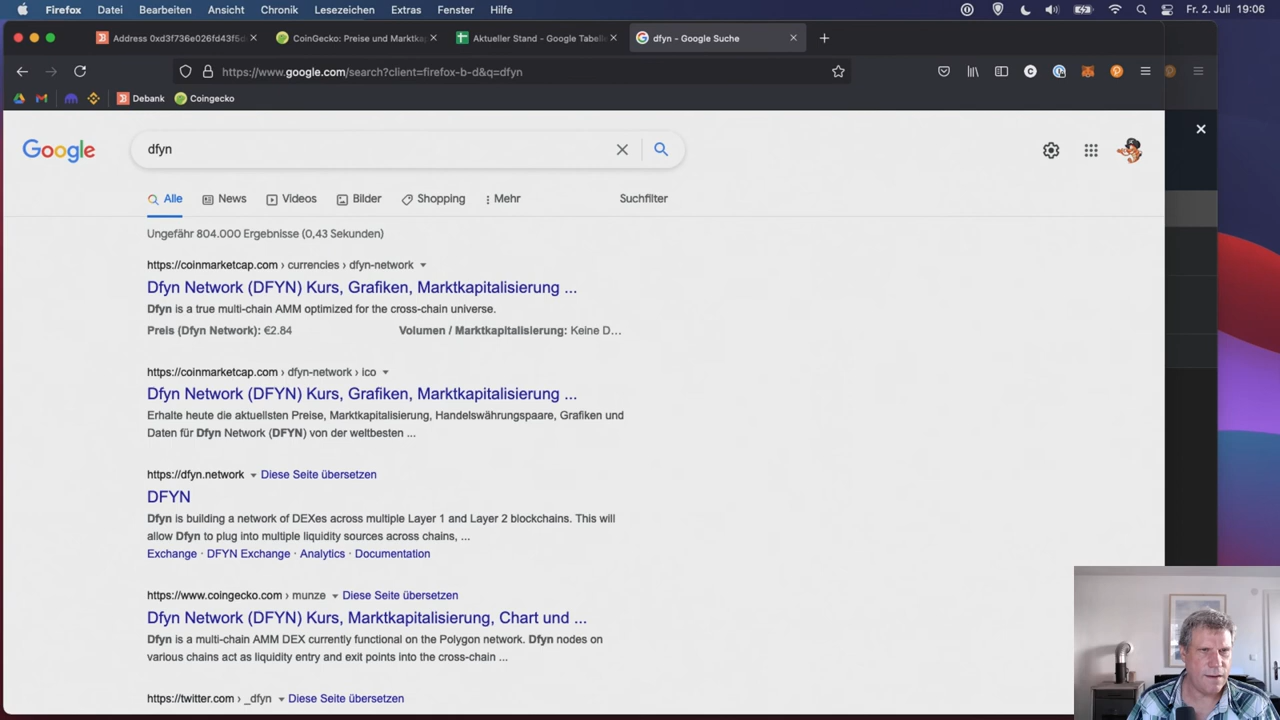 Firefox Datei Bearbeiten Ansicht Chronik Lesezeichen Extras Fenster Hilfe Fr. 2. Juli 19:06
Address 0xd3f736e026fd43f5d
CoinGecko: Preise und Marktka
Aktueller Stand - Google Tabelle
dfyn - Google Suche
https://www.google.com/search?client=firefox-b-d&q=dfyn
Debank Coingecko
Google
dfyn
Alle News Videos Bilder Shopping Mehr Suchfilter
Ungefähr 804.000 Ergebnisse (0,43 Sekunden)
https://coinmarketcap.com › currencies › dfyn-network
Dfyn Network (DFYN) Kurs, Grafiken, Marktkapitalisierung ...
Dfyn is a true multi-chain AMM optimized for the cross-chain universe.
Preis (Dfyn Network): €2.84 Volumen / Marktkapitalisierung: Keine D…
https://coinmarketcap.com › dfyn-network › ico
Dfyn Network (DFYN) Kurs, Grafiken, Marktkapitalisierung ...
Erhalte heute die aktuellsten Preise, Marktkapitalisierung, Handelswährungspaare, Grafiken und
Daten für Dfyn Network (DFYN) von der weltbesten ...
https://dfyn.network Diese Seite übersetzen
DFYN
Dfyn is building a network of DEXes across multiple Layer 1 and Layer 2 blockchains. This will
allow Dfyn to plug into multiple liquidity sources across chains, ...
Exchange · DFYN Exchange · Analytics · Documentation
https://www.coingecko.com › munze Diese Seite übersetzen
Dfyn Network (DFYN) Kurs, Marktkapitalisierung, Chart und ...
Dfyn is a multi-chain AMM DEX currently functional on the Polygon network. Dfyn nodes on
various chains act as liquidity entry and exit points into the cross-chain ...
https://twitter.com › _dfyn Diese Seite übersetzen